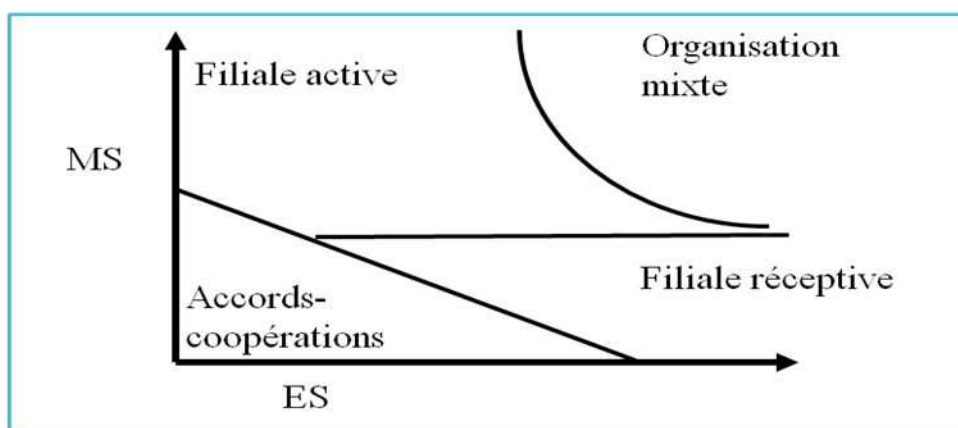 Filiale active
Organisation
mixte
MS
Filiale réceptive
Accords-
coopérations
ES